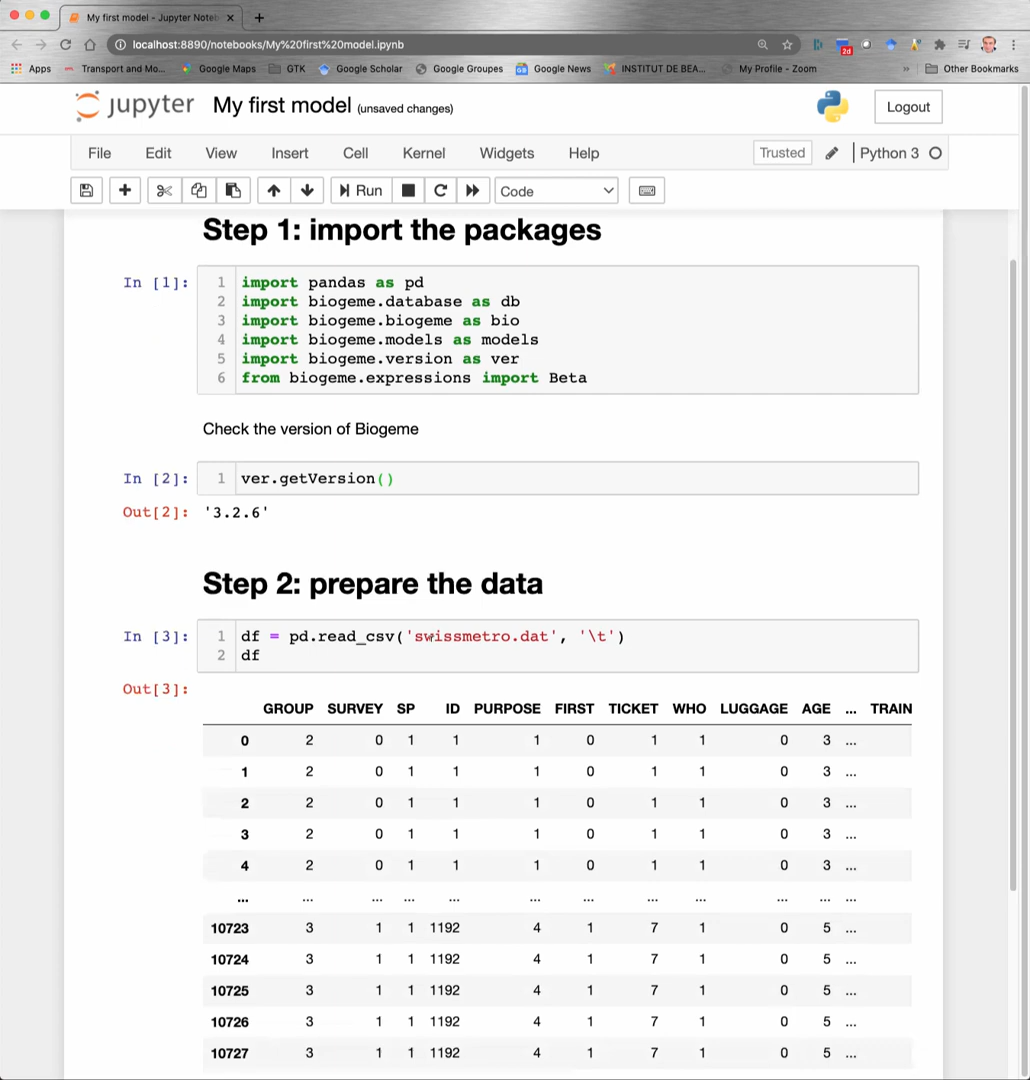 My first model - Jupyter Noteb
localhost:8890/notebooks/My%20first%20model.ipynb
2d
Apps Transport and Mo... Google Maps GTK Google Scholar Google Groupes Google News INSTITUT DE BEA... My Profile - Zoom » Other Bookmarks
jupyter My first model (unsaved changes) Logout
File Edit View Insert Cell Kernel Widgets Help Trusted Python 3
Run Code
Step 1: import the packages
In [1]: 1 import pandas as pd
2 import biogeme.database as db
3 import biogeme.biogeme as bio
4 import biogeme.models as models
5 import biogeme.version as ver
6 from biogeme.expressions import Beta
Check the version of Biogeme
In [2]: 1 ver.getVersion()
Out[2]: '3.2.6'
Step 2: prepare the data
In [3]: 1 df = pd.read_csv('swissmetro.dat', '\t')
2 df
Out[3]:
GROUP SURVEY SP ID PURPOSE FIRST TICKET WHO LUGGAGE AGE ... TRAIN
0 2 0 1 1 1 0 1 1 0 3 ...
1 2 0 1 1 1 0 1 1 0 3 ...
2 2 0 1 1 1 0 1 1 0 3 ...
3 2 0 1 1 1 0 1 1 0 3 ...
4 2 0 1 1 1 0 1 1 0 3 ...
... ... ... ... ... ... ... ... ... ... ... ...
10723 3 1 1 1192 4 1 7 1 0 5 ...
10724 3 1 1 1192 4 1 7 1 0 5 ...
10725 3 1 1 1192 4 1 7 1 0 5 ...
10726 3 1 1 1192 4 1 7 1 0 5 ...
10727 3 1 1 1192 4 1 7 1 0 5 ...